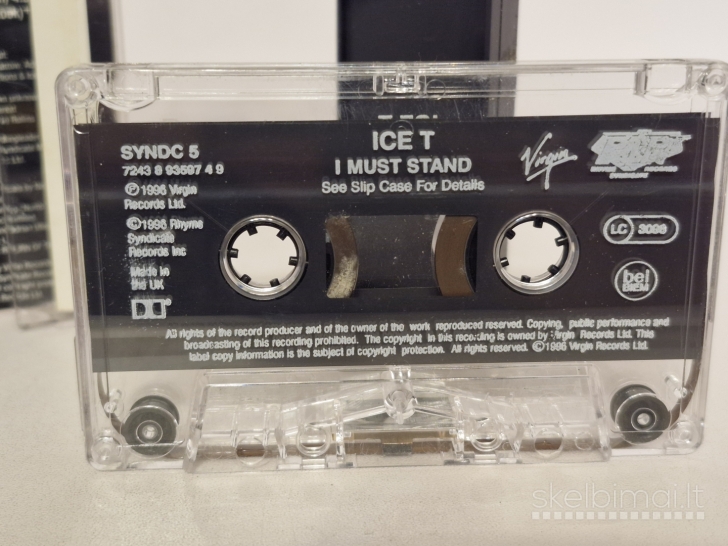 ICE T
I MUST STAND
See Slip Case For Details
SYNDC 5
7243 8 93597 4 9
Ⓟ 1996 Virgin
Records Ltd.
© 1996 Rhyme
Syndicate
Records Inc
Made in
the UK
Virgin
LC 3098
bel
BIEM
All rights of the record producer and of the owner of the work reproduced reserved. Copying, public performance and
broadcasting of this recording prohibited. The copyright in this recording is owned by Virgin Records Ltd. This
label copy information is the subject of copyright protection. All rights reserved. © 1996 Virgin Records Ltd.
skelbimai.lt